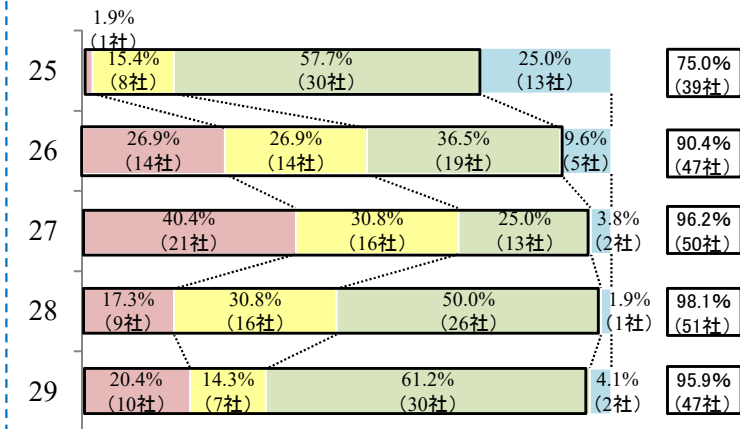 1.9%
(1社)
25
15.4%
(8社)
57.7%
(30社)
25.0%
(13社)
75.0%
(39社)
26
26.9%
(14社)
26.9%
(14社)
36.5%
(19社)
9.6%
(5社)
90.4%
(47社)
27
40.4%
(21社)
30.8%
(16社)
25.0%
(13社)
3.8%
(2社)
96.2%
(50社)
28
17.3%
(9社)
30.8%
(16社)
50.0%
(26社)
1.9%
(1社)
98.1%
(51社)
29
20.4%
(10社)
14.3%
(7社)
61.2%
(30社)
4.1%
(2社)
95.9%
(47社)